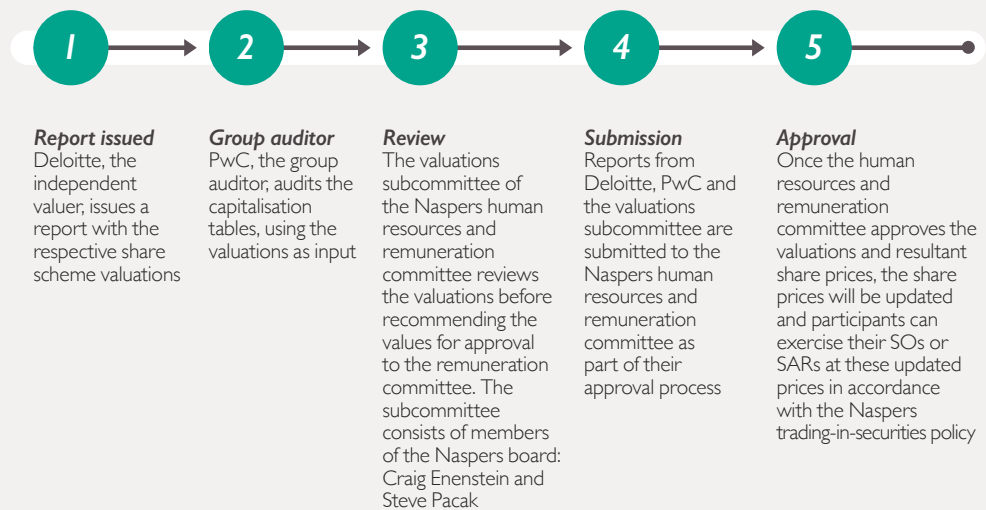 1
2
3
4
5
Report issued
Deloitte, the
independent
valuer, issues a
report with the
respective share
scheme valuations
Group auditor
PwC, the group
auditor, audits the
capitalisation
tables, using the
valuations as input
Review
The valuations
subcommittee of
the Naspers human
resources and
remuneration
committee reviews
the valuations before
recommending the
values for approval
to the remuneration
committee. The
subcommittee
consists of members
of the Naspers board:
Craig Enenstein and
Steve Pacak
Submission
Reports from
Deloitte, PwC and
the valuations
subcommittee are
submitted to the
Naspers human
resources and
remuneration
committee as
part of their
approval process
Approval
Once the human
resources and
remuneration
committee approves the
valuations and resultant
share prices, the share
prices will be updated
and participants can
exercise their SOs or
SARs at these updated
prices in accordance
with the Naspers
trading-in-securities policy